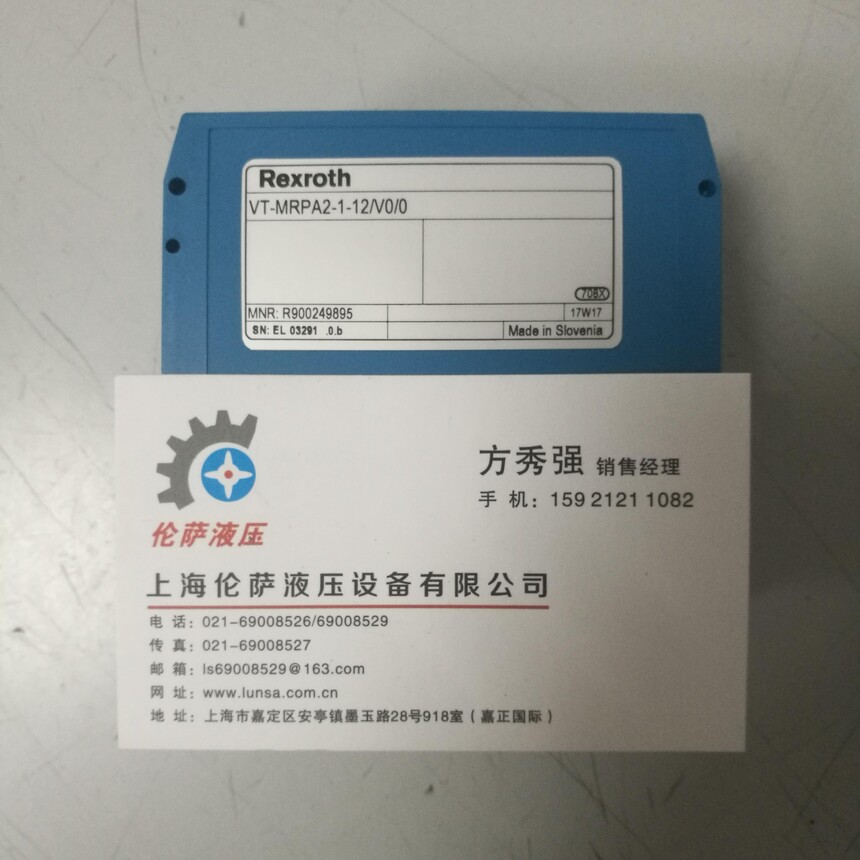 Rexroth
VT-MRPA2-1-12/V0/0
708X
MNR: R900249895
17W17
SN: EL 03291 .0.b
Made in Slovenia
方秀强 销售经理
手 机：159 2121 1082
伦萨液压
上海伦萨液压设备有限公司
电 话：021-69008526/69008529
传 真：021-69008527
邮 箱：ls69008529@163.com
网 址：www.lunsa.com.cn
地 址：上海市嘉定区安亭镇墨玉路28号918室（嘉正国际）